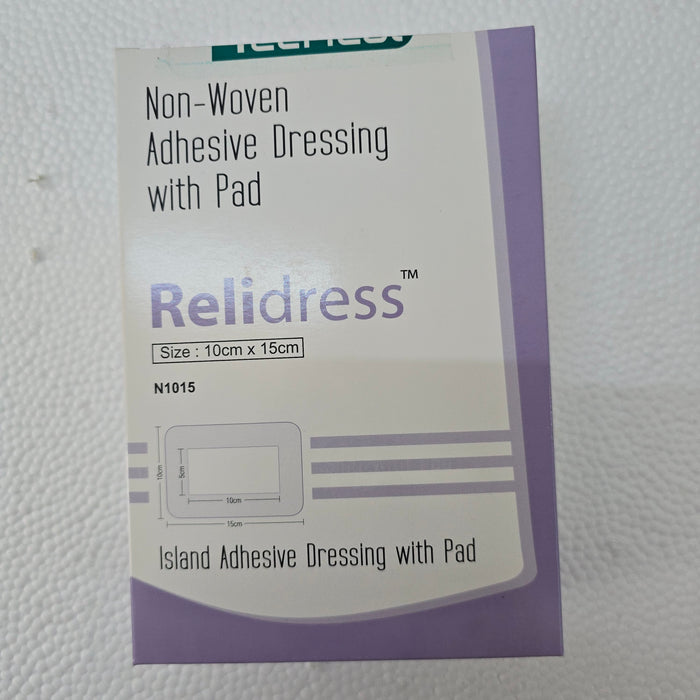 Non-Woven
Adhesive Dressing
with Pad
Relidress™
Size : 10cm x 15cm
N1015
10cm
5cm
10cm
15cm
Island Adhesive Dressing with Pad